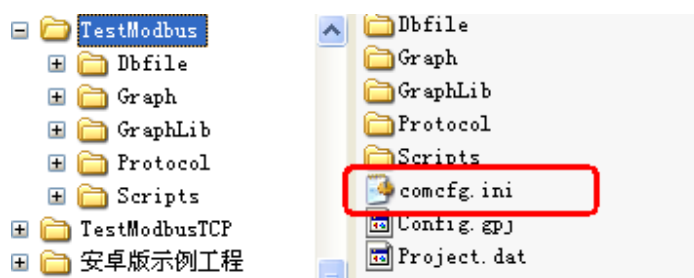 TestModbus
Dbfile
Graph
GraphLib
Protocol
Scripts
TestModbusTCP
安卓版示例工程
Dbfile
Graph
GraphLib
Protocol
Scripts
comcfg.ini
Config.gpj
Project.dat